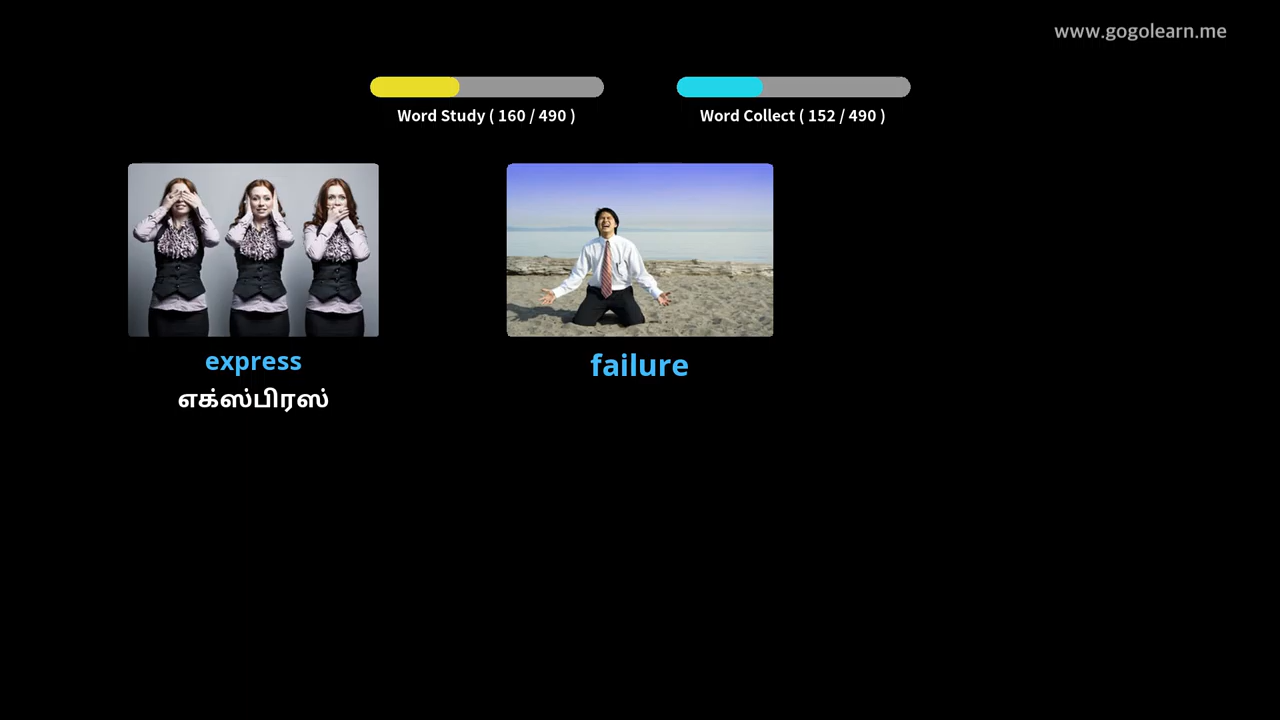 www.gogolearn.me
Word Study ( 160 / 490 )
Word Collect ( 152 / 490 )
express
எக்ஸ்பிரஸ்
failure